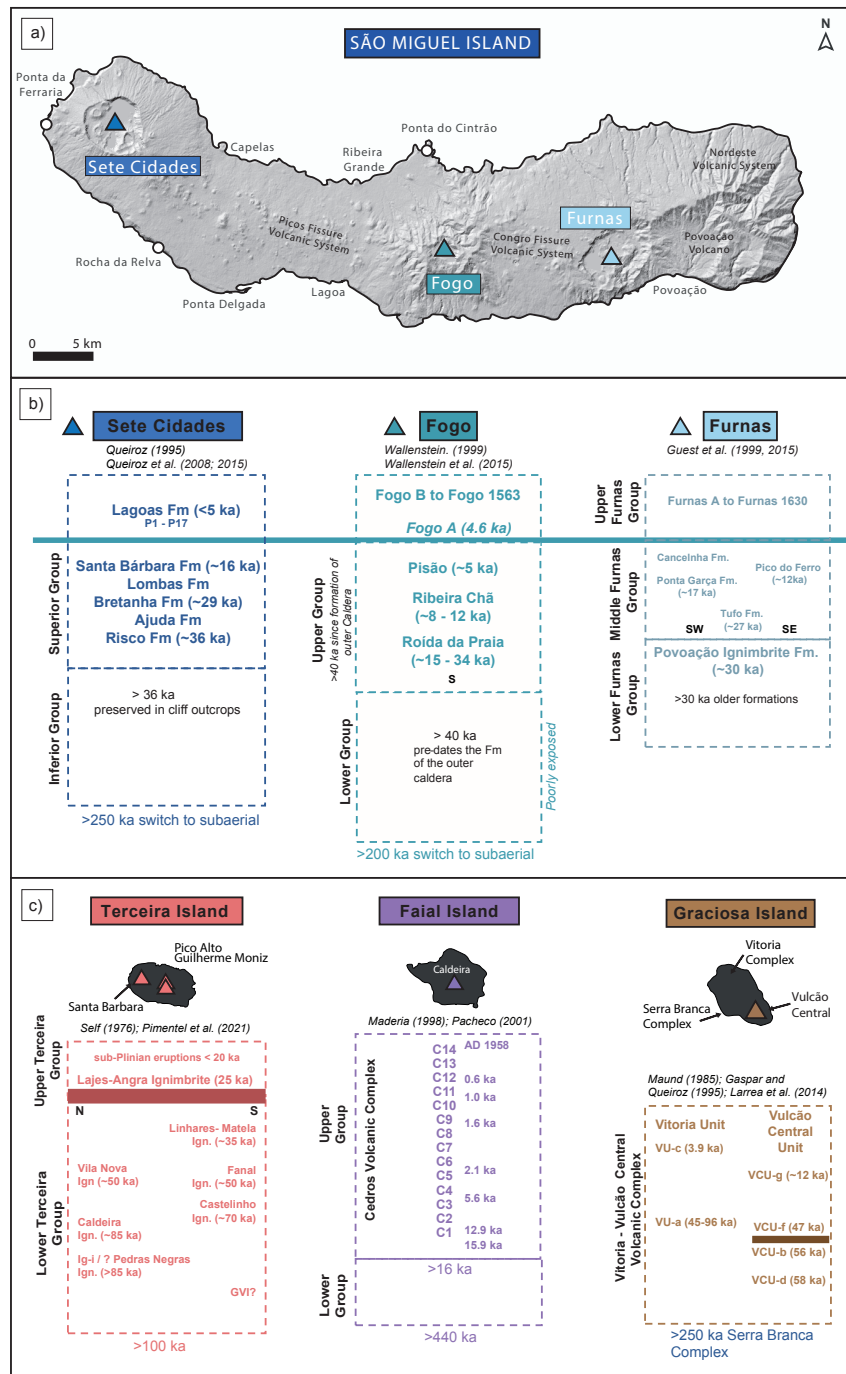 a)
SÃO MIGUEL ISLAND
N
Ponta da
Ferraria
Sete Cidades
Capelas
Ribeira
Grande
Ponta do Cintrão
Nordeste
Volcanic System
Furnas
Picos Fissure
Volcanic System
Congro Fissure
Volcanic System
Povoação
Volcano
Rocha da Relva
Fogo
Ponta Delgada
Lagoa
Povoação
0 5 km
b)
Sete Cidades
Queiroz (1995)
Queiroz et al. (2008; 2015)
Superior Group
Lagoas Fm (<5 ka)
P1 - P17
Santa Bárbara Fm (~16 ka)
Lombas Fm
Bretanha Fm (~29 ka)
Ajuda Fm
Risco Fm (~36 ka)
Inferior Group
> 36 ka
preserved in cliff outcrops
>250 ka switch to subaerial
Fogo
Wallenstein. (1999)
Wallenstein et al. (2015)
Fogo B to Fogo 1563
Fogo A (4.6 ka)
Upper Group
>40 ka since formation of
outer Caldera
Pisão (~5 ka)
Ribeira Chã
(~8 - 12 ka)
Roída da Praia
(~15 - 34 ka)
S
Lower Group
> 40 ka
pre-dates the Fm
of the outer
caldera
Poorly exposed
>200 ka switch to subaerial
Furnas
Guest et al. (1999, 2015)
Upper
Furnas
Group
Furnas A to Furnas 1630
Middle Furnas
Group
Cancelnha Fm.
Ponta Garça Fm.
(~17 ka)
Pico do Ferro
(~12ka)
Tufo Fm.
(~27 ka)
SW
SE
Lower Furnas
Group
Povoação Ignimbrite Fm.
(~30 ka)
>30 ka older formations
c)
Terceira Island
Pico Alto
Guilherme Moniz
Santa Barbara
Self (1976); Pimentel et al. (2021)
Upper Terceira
Group
sub-Plinian eruptions < 20 ka
Lajes-Angra Ignimbrite (25 ka)
N
S
Lower Terceira
Group
Linhares- Matela
Ign. (~35 ka)
Vila Nova
Ign (~50 ka)
Fanal
Ign. (~50 ka)
Castelinho
Ign. (~70 ka)
Caldeira
Ign. (~85 ka)
Ig-i / ? Pedras Negras
Ign. (>85 ka)
GVI?
>100 ka
Faial Island
Caldeira
Maderia (1998); Pacheco (2001)
Upper
Group
Cedros Volcanic Complex
C14 AD 1958
C13
C12 0.6 ka
C11 1.0 ka
C10
C9 1.6 ka
C8
C7
C6
C5 2.1 ka
C4
C3 5.6 ka
C2
C1 12.9 ka
15.9 ka
Lower
Group
>16 ka
>440 ka
Graciosa Island
Vitoria
Complex
Serra Branca
Complex
Vulcão
Central
Maund (1985); Gaspar and
Queiroz (1995); Larrea et al. (2014)
Vitoria - Vulcão Central
Volcanic Complex
Vitoria Unit
Vulcão
Central
Unit
VU-c (3.9 ka)
VCU-g (~12 ka)
VU-a (45-96 ka)
VCU-f (47 ka)
VCU-b (56 ka)
VCU-d (58 ka)
>250 ka Serra Branca
Complex